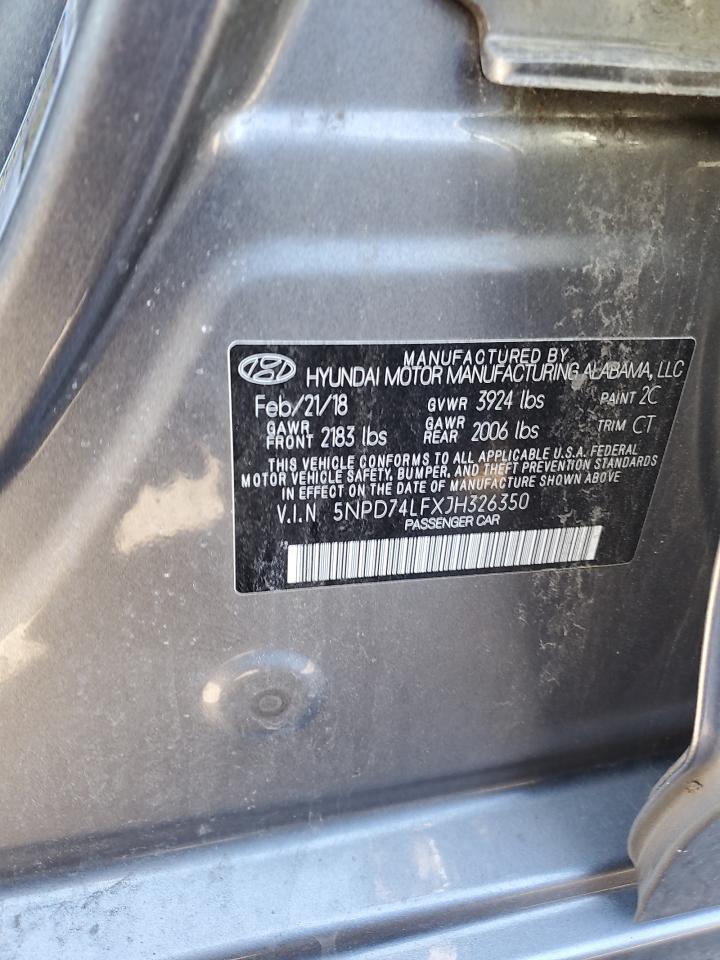 MANUFACTURED BY
HYUNDAI MOTOR MANUFACTURING ALABAMA, LLC
Feb/21/18 GVWR 3924 lbs PAINT 2C
GAWR FRONT 2183 lbs GAWR REAR 2006 lbs TRIM CT
THIS VEHICLE CONFORMS TO ALL APPLICABLE U.S.A. FEDERAL
MOTOR VEHICLE SAFETY, BUMPER, AND THEFT PREVENTION STANDARDS
IN EFFECT ON THE DATE OF MANUFACTURE SHOWN ABOVE
V.I.N 5NPD74LFXJH326350
PASSENGER CAR